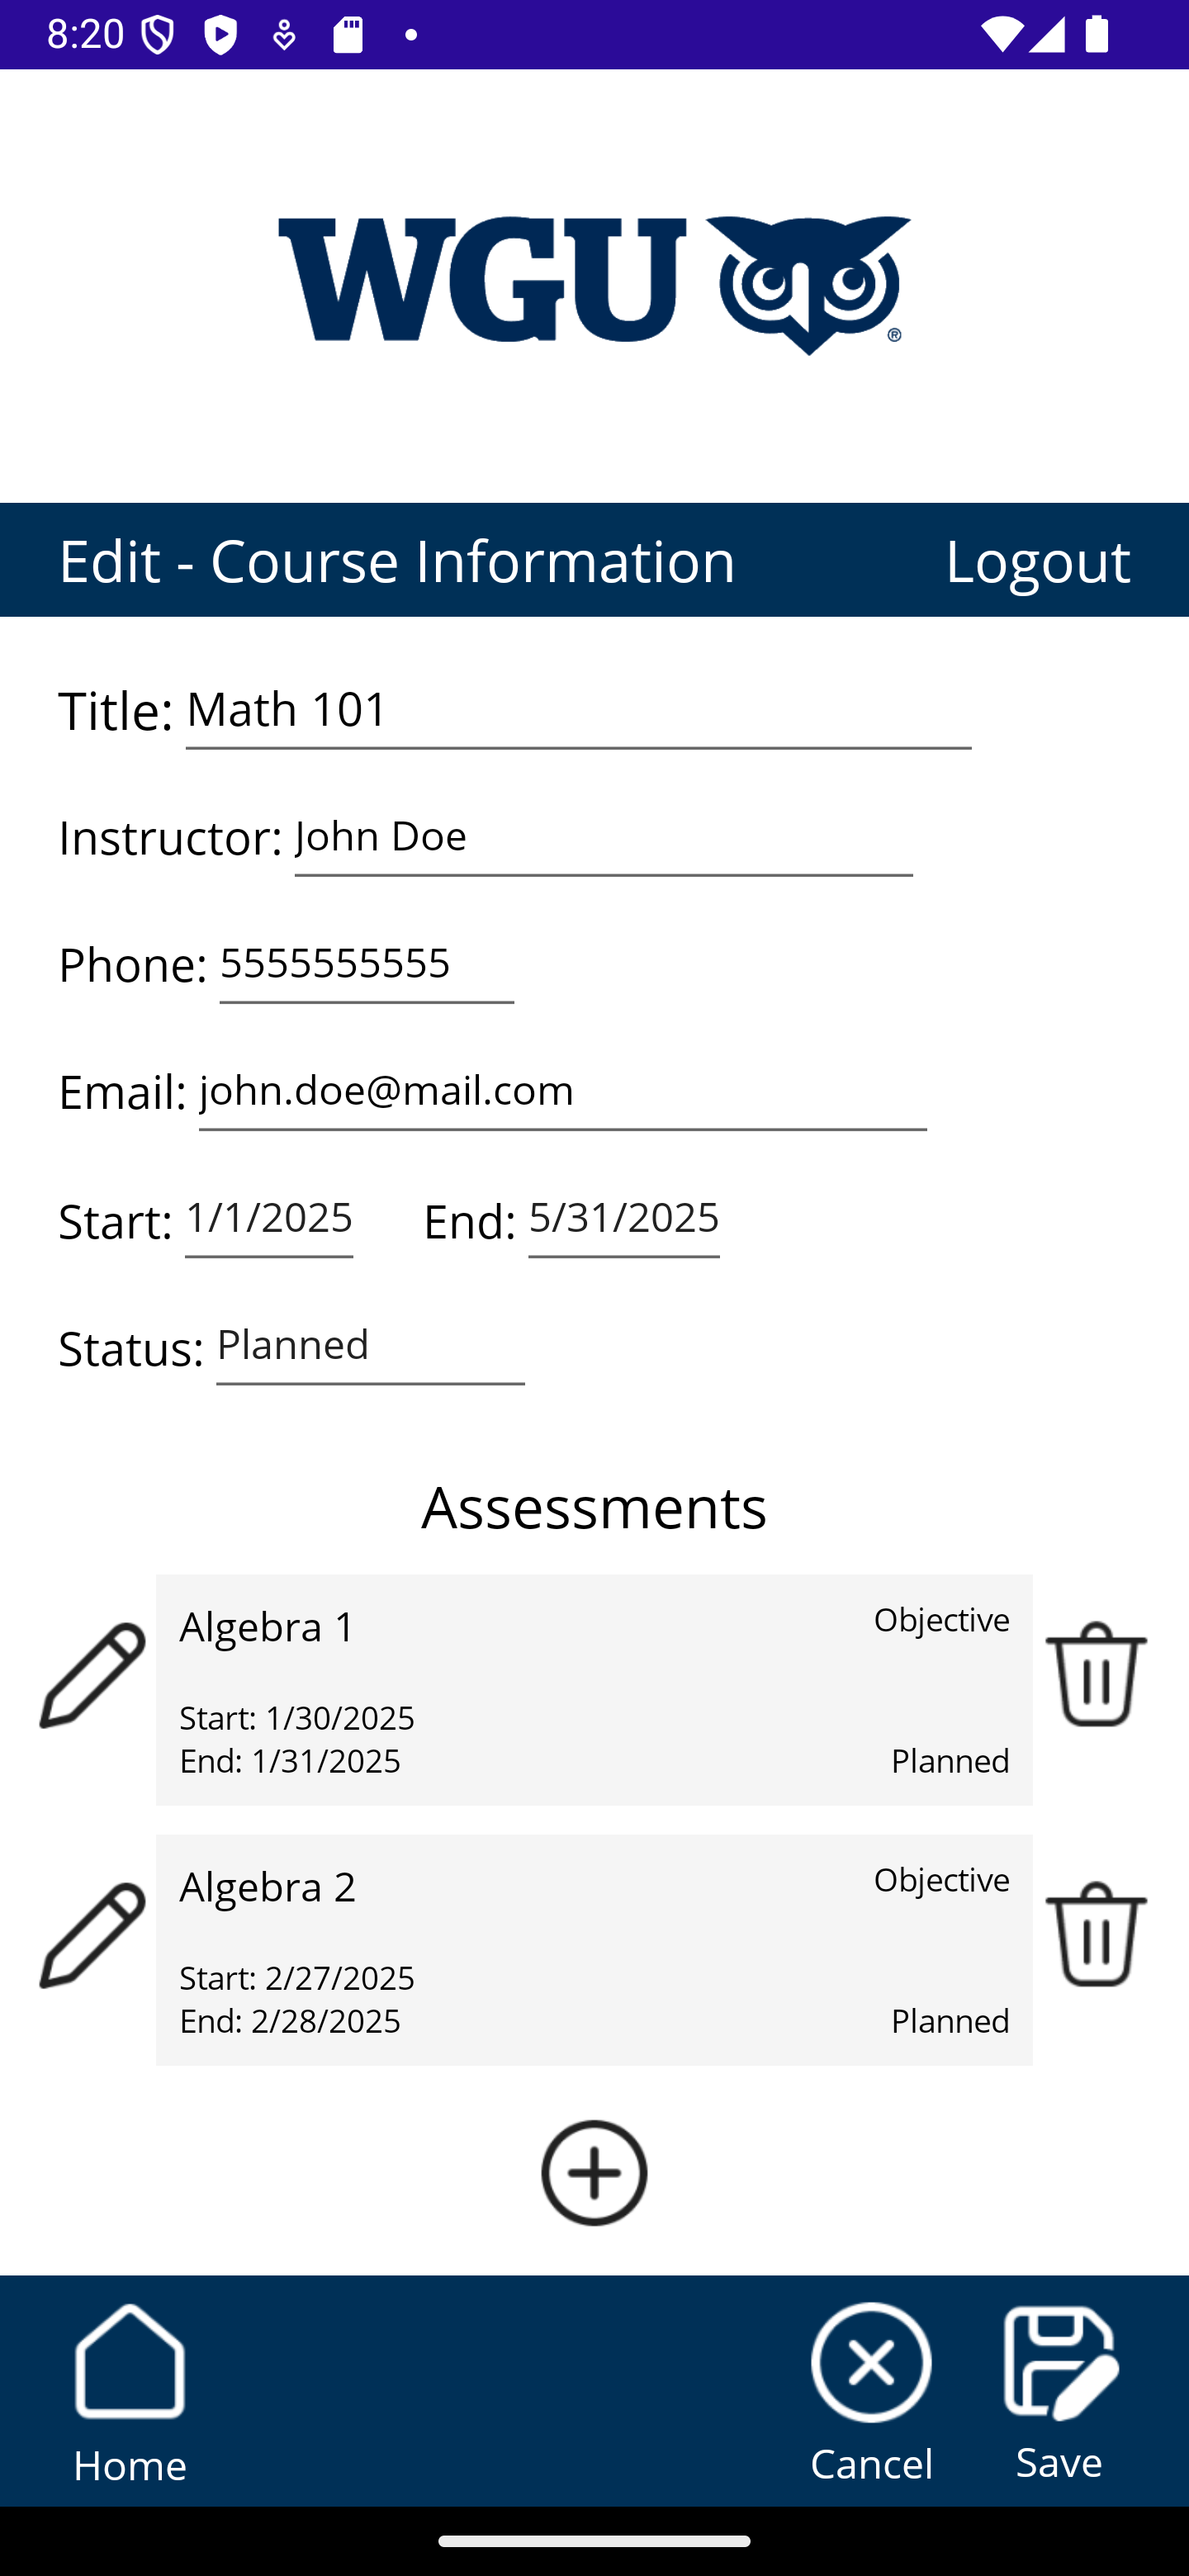 8:20
WGU
®
Edit - Course Information Logout
Title: Math 101
Instructor: John Doe
Phone: 5555555555
Email: john.doe@mail.com
Start: 1/1/2025 End: 5/31/2025
Status: Planned
Assessments
Algebra 1 Objective
Start: 1/30/2025
End: 1/31/2025 Planned
Algebra 2 Objective
Start: 2/27/2025
End: 2/28/2025 Planned
Home Cancel Save